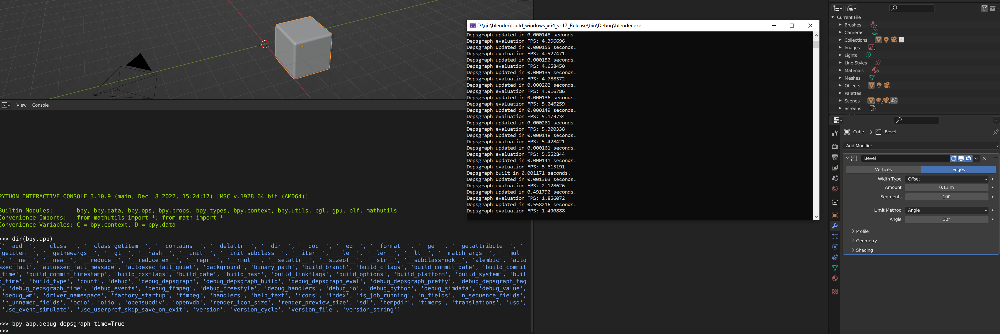 D:\git\blender\build_windows_x64_vc17_Release\bin\Debug\blender.exe
Depsgraph updated in 0.000148 seconds.
Depsgraph evaluation FPS: 4.396696
Depsgraph updated in 0.000155 seconds.
Depsgraph evaluation FPS: 4.527471
Depsgraph updated in 0.000150 seconds.
Depsgraph evaluation FPS: 4.658450
Depsgraph updated in 0.000135 seconds.
Depsgraph evaluation FPS: 4.788372
Depsgraph updated in 0.000202 seconds.
Depsgraph evaluation FPS: 4.916786
Depsgraph updated in 0.000136 seconds.
Depsgraph evaluation FPS: 5.046259
Depsgraph updated in 0.000149 seconds.
Depsgraph evaluation FPS: 5.173734
Depsgraph updated in 0.000261 seconds.
Depsgraph evaluation FPS: 5.300338
Depsgraph updated in 0.000148 seconds.
Depsgraph evaluation FPS: 5.428421
Depsgraph updated in 0.000161 seconds.
Depsgraph evaluation FPS: 5.552844
Depsgraph updated in 0.000141 seconds.
Depsgraph evaluation FPS: 5.615191
Depsgraph built in 0.001171 seconds.
Depsgraph updated in 0.001303 seconds.
Depsgraph evaluation FPS: 2.128626
Depsgraph updated in 0.491790 seconds.
Depsgraph evaluation FPS: 1.856072
Depsgraph updated in 0.558216 seconds.
Depsgraph evaluation FPS: 1.490888
View Console
PYTHON INTERACTIVE CONSOLE 3.10.9 (main, Dec  8 2022, 15:24:17) [MSC v.1928 64 bit (AMD64)]
Builtin Modules:       bpy, bpy.data, bpy.ops, bpy.props, bpy.types, bpy.context, bpy.utils, bgl, gpu, blf, mathutils
Convenience Imports:   from mathutils import *; from math import *
Convenience Variables: C = bpy.context, D = bpy.data
>>> dir(bpy.app)
['__add__', '__class__', '__class_getitem__', '__contains__', '__delattr__', '__dir__', '__doc__', '__eq__', '__format__', '__ge__', '__getattribute__', '_
_getitem__', '__getnewargs__', '__gt__', '__hash__', '__init__', '__init_subclass__', '__iter__', '__le__', '__len__', '__lt__', '__match_args__', '__mul__
', '__ne__', '__new__', '__reduce__', '__reduce_ex__', '__repr__', '__rmul__', '__setattr__', '__sizeof__', '__str__', '__subclasshook__', 'alembic', 'auto
exec_fail', 'autoexec_fail_message', 'autoexec_fail_quiet', 'background', 'binary_path', 'build_branch', 'build_cflags', 'build_commit_date', 'build_commit
_time', 'build_commit_timestamp', 'build_cxxflags', 'build_date', 'build_hash', 'build_linkflags', 'build_options', 'build_platform', 'build_system', 'buil
d_time', 'build_type', 'count', 'debug', 'debug_depsgraph', 'debug_depsgraph_build', 'debug_depsgraph_eval', 'debug_depsgraph_pretty', 'debug_depsgraph_tag
', 'debug_depsgraph_time', 'debug_events', 'debug_ffmpeg', 'debug_freestyle', 'debug_handlers', 'debug_io', 'debug_python', 'debug_simdata', 'debug_value',
'debug_wm', 'driver_namespace', 'factory_startup', 'ffmpeg', 'handlers', 'help_text', 'icons', 'index', 'is_job_running', 'n_fields', 'n_sequence_fields',
'n_unnamed_fields', 'ocio', 'oiio', 'opensubdiv', 'openvdb', 'render_icon_size', 'render_preview_size', 'sdl', 'tempdir', 'timers', 'translations', 'usd',
'use_event_simulate', 'use_userpref_skip_save_on_exit', 'version', 'version_cycle', 'version_file', 'version_string']
>>> bpy.app.debug_depsgraph_time=True
>>>
Current File
Brushes 77
Cameras
Collections
Images 2
Lights
Line Styles
Materials 2
Meshes
Objects
Palettes
Scenes 2 2 2
Screens 11
Cube > Bevel
Add Modifier
Bevel
Vertices Edges
Width Type Offset
Amount 0.11 m
Segments 100
Limit Method Angle
Angle 30°
Profile
Geometry
Shading